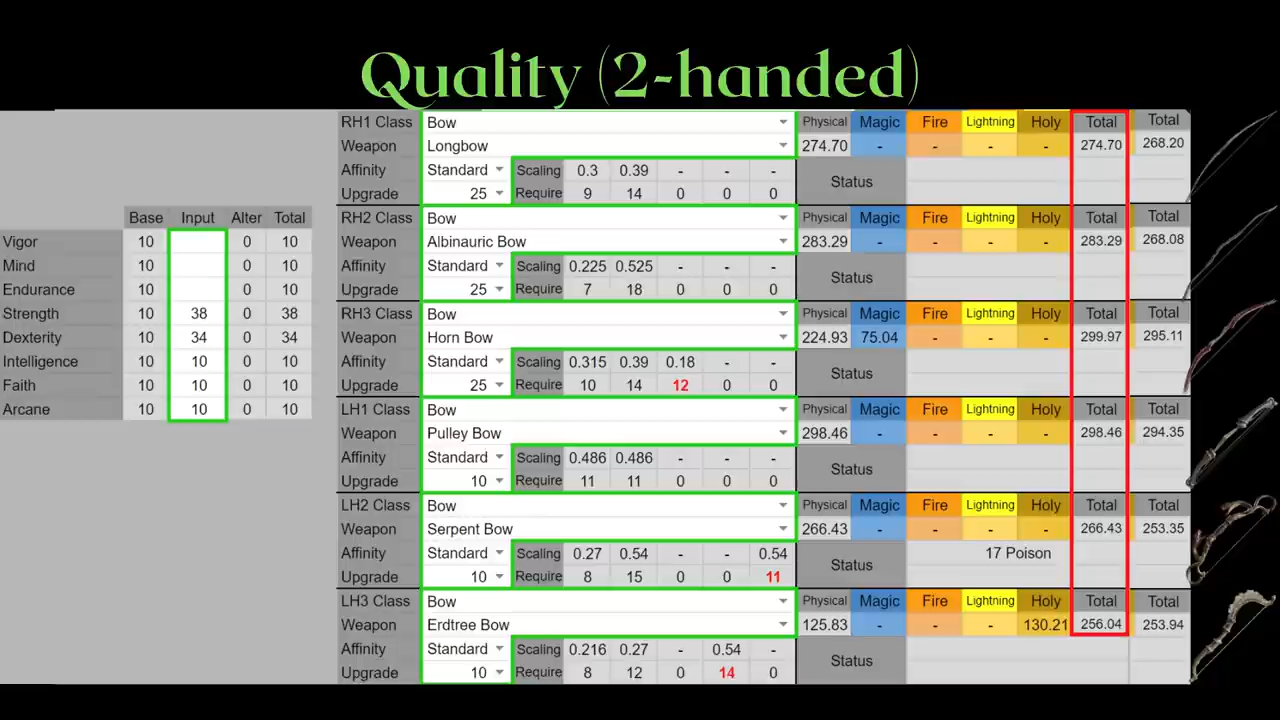 Quality (2-handed)
RH1 Class Bow Physical Magic Fire Lightning Holy Total Total
Weapon Longbow 274.70 - - - - 274.70 268.20
Affinity Standard Scaling 0.3 0.39 - - - Status
Upgrade 25 Require 9 14 0 0 0
RH2 Class Bow Physical Magic Fire Lightning Holy Total Total
Base Input Alter Total
Weapon Albinauric Bow 283.29 - - - - 283.29 268.08
Vigor 10 0 10
Affinity Standard Scaling 0.225 0.525 - - - Status
Mind 10 0 10
Upgrade 25 Require 7 18 0 0 0
Endurance 10 0 10
RH3 Class Bow Physical Magic Fire Lightning Holy Total Total
Strength 10 38 0 38
Weapon Horn Bow 224.93 75.04 - - - 299.97 295.11
Dexterity 10 34 0 34
Affinity Standard Scaling 0.315 0.39 0.18 - - Status
Intelligence 10 10 0 10
Upgrade 25 Require 10 14 12 0 0
Faith 10 10 0 10
LH1 Class Bow Physical Magic Fire Lightning Holy Total Total
Arcane 10 10 0 10
Weapon Pulley Bow 298.46 - - - - 298.46 294.35
Affinity Standard Scaling 0.486 0.486 - - - Status
Upgrade 10 Require 11 11 0 0 0
LH2 Class Bow Physical Magic Fire Lightning Holy Total Total
Weapon Serpent Bow 266.43 - - - - 266.43 253.35
Affinity Standard Scaling 0.27 0.54 - - 0.54 Status 17 Poison
Upgrade 10 Require 8 15 0 0 11
LH3 Class Bow Physical Magic Fire Lightning Holy Total Total
Weapon Erdtree Bow 125.83 - - - 130.21 256.04 253.94
Affinity Standard Scaling 0.216 0.27 - 0.54 - Status
Upgrade 10 Require 8 12 0 14 0